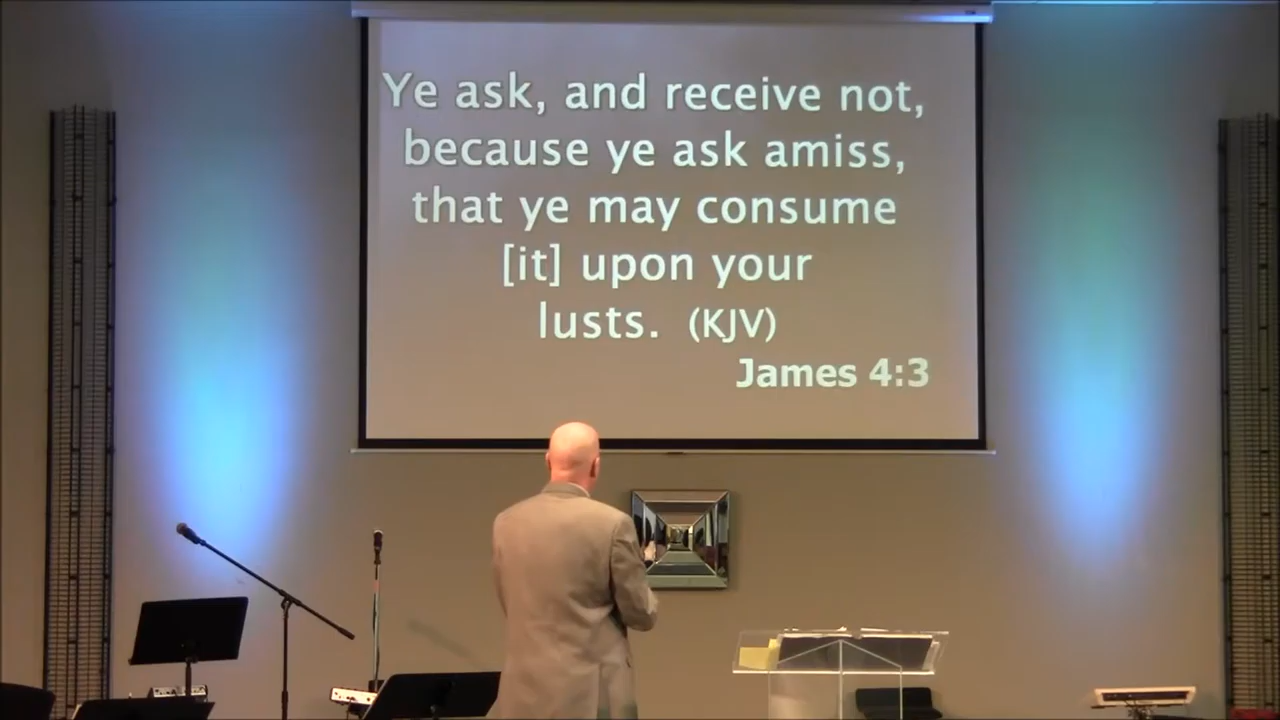 Ye ask, and receive not,
because ye ask amiss,
that ye may consume
[it] upon your
lusts. (KJV)
James 4:3